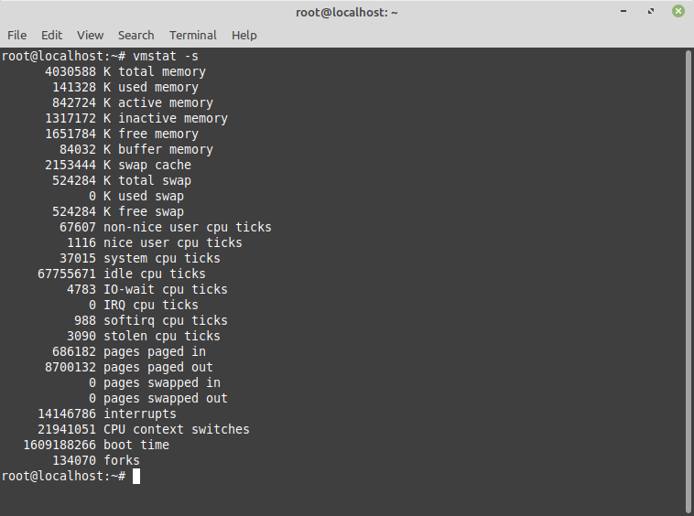 root@localhost: ~
File Edit View Search Terminal Help
root@localhost:~# vmstat -s
4030588 K total memory
141328 K used memory
842724 K active memory
1317172 K inactive memory
1651784 K free memory
84032 K buffer memory
2153444 K swap cache
524284 K total swap
0 K used swap
524284 K free swap
67607 non-nice user cpu ticks
1116 nice user cpu ticks
37015 system cpu ticks
67755671 idle cpu ticks
4783 IO-wait cpu ticks
0 IRQ cpu ticks
988 softirq cpu ticks
3090 stolen cpu ticks
686182 pages paged in
8700132 pages paged out
0 pages swapped in
0 pages swapped out
14146786 interrupts
21941051 CPU context switches
1609188266 boot time
134070 forks
root@localhost:~#